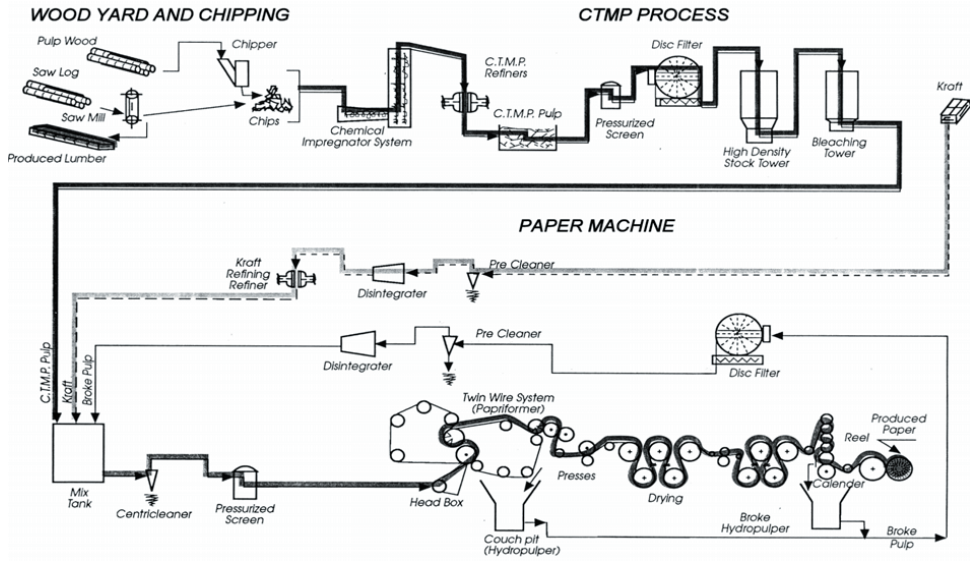 WOOD YARD AND CHIPPING
CTMP PROCESS
Pulp Wood
Chipper
Saw Log
Saw Mill
Chips
Produced Lumber
Chemical
Impregnator System
C.T.M.P.
Refiners
C.T.M.P. Pulp
Pressurized
Screen
Disc Filter
High Density
Stock Tower
Bleaching
Tower
Kraft
PAPER MACHINE
Kraft
Refining
Refiner
Disintegrater
Pre Cleaner
Disintegrater
Pre Cleaner
Disc Filter
C.T.M.P. Pulp
Kraft
Broke Pulp
Mix
Tank
Centricleaner
Pressurized
Screen
Head Box
Twin Wire System
(Papriformer)
Couch pit
(Hydropulper)
Presses
Drying
Calender
Reel
Produced
Paper
Broke
Hydropulper
Broke
Pulp